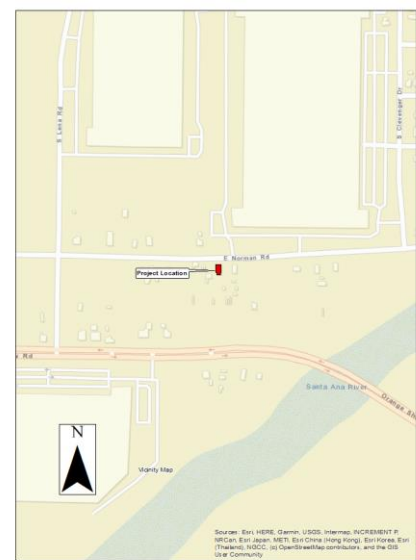 S Lena Rd
S Clevenger Dr
E Norman Rd
Project Location
Rd
Santa Ana River
Orange
N
Vicinity Map
Sources: Esri, HERE, Garmin, USGS, Intermap, INCREMENT P,
NRCan, Esri Japan, METI, Esri China (Hong Kong), Esri Korea, Esri
(Thailand), NGCC, (c) OpenStreetMap contributors, and the GIS
User Community